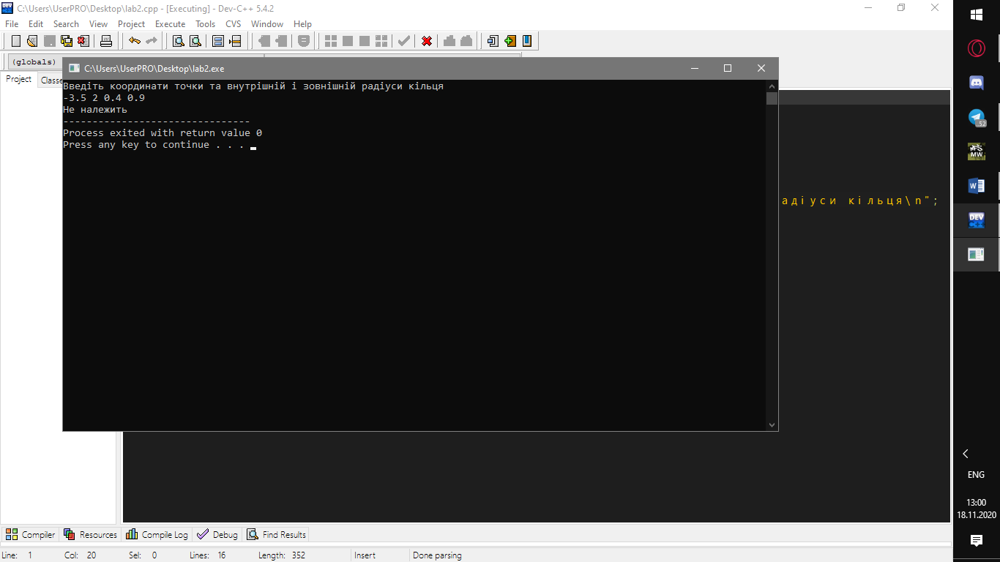 C:\Users\UserPRO\Desktop\lab2.cpp - [Executing] - Dev-C++ 5.4.2
File Edit Search View Project Execute Tools CVS Window Help
(globals)
Project Classe
C:\Users\UserPRO\Desktop\lab2.exe
Введіть координати точки та внутрішній і зовнішній радіуси кільця
-3.5 2 0.4 0.9
Не належить
--------------------------------
Process exited with return value 0
Press any key to continue . . .
адіуси кільця\n";
52
NFS
MW
W
DEV
C++
ENG
13:00
18.11.2020
Compiler Resources Compile Log Debug Find Results
Line: 1 Col: 20 Sel: 0 Lines: 16 Length: 352 Insert Done parsing